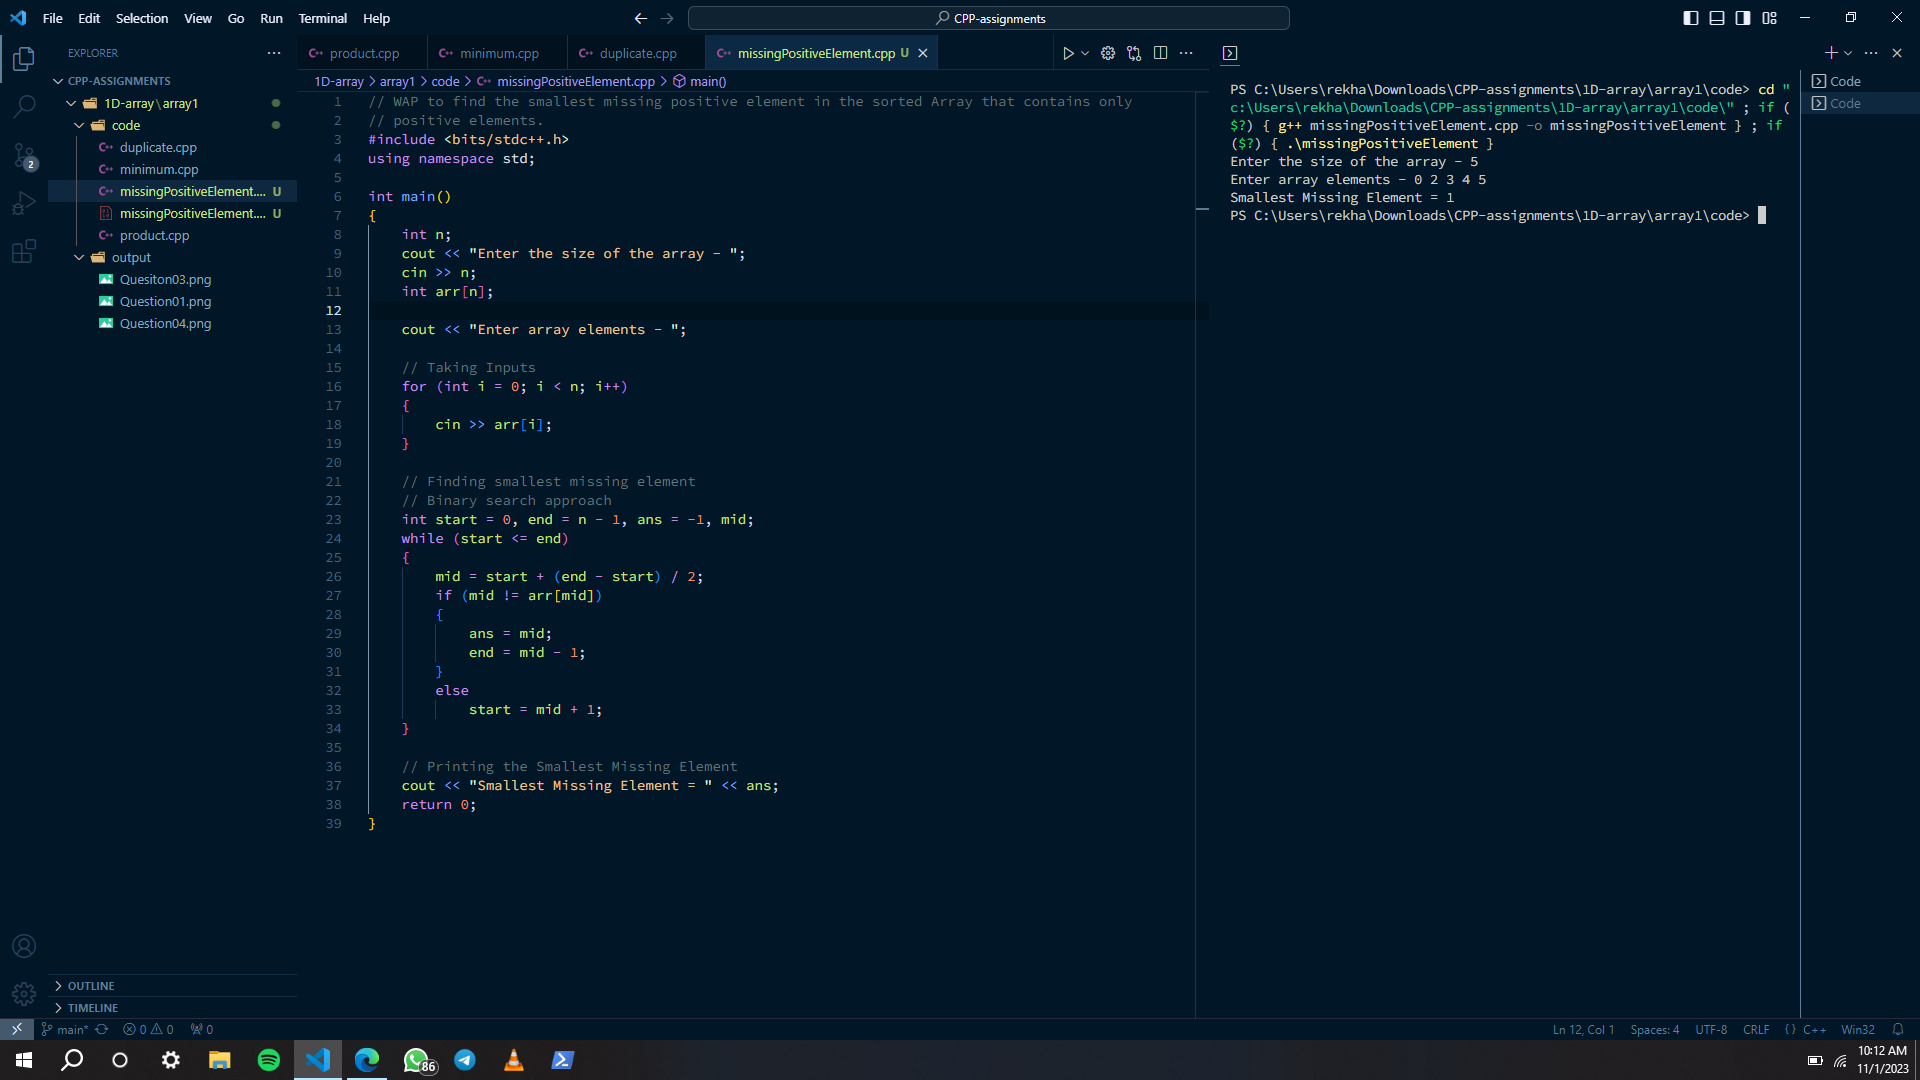 File Edit Selection View Go Run Terminal Help
CPP-assignments
EXPLORER
CPP-ASSIGNMENTS
1D-array\array1
code
duplicate.cpp
minimum.cpp
missingPositiveElement.... U
missingPositiveElement.... U
product.cpp
output
Quesiton03.png
Question01.png
Question04.png
OUTLINE
TIMELINE
2
product.cpp minimum.cpp duplicate.cpp missingPositiveElement.cpp U
1D-array > array1 > code > missingPositiveElement.cpp > main()
1 // WAP to find the smallest missing positive element in the sorted Array that contains only
2 // positive elements.
3 #include <bits/stdc++.h>
4 using namespace std;
5
6 int main()
7 {
8 int n;
9 cout << "Enter the size of the array - ";
10 cin >> n;
11 int arr[n];
12
13 cout << "Enter array elements - ";
14
15 // Taking Inputs
16 for (int i = 0; i < n; i++)
17 {
18 cin >> arr[i];
19 }
20
21 // Finding smallest missing element
22 // Binary search approach
23 int start = 0, end = n - 1, ans = -1, mid;
24 while (start <= end)
25 {
26 mid = start + (end - start) / 2;
27 if (mid != arr[mid])
28 {
29 ans = mid;
30 end = mid - 1;
31 }
32 else
33 start = mid + 1;
34 }
35
36 // Printing the Smallest Missing Element
37 cout << "Smallest Missing Element = " << ans;
38 return 0;
39 }
PS C:\Users\rekha\Downloads\CPP-assignments\1D-array\array1\code> cd "
c:\Users\rekha\Downloads\CPP-assignments\1D-array\array1\code\" ; if (
$?) { g++ missingPositiveElement.cpp -o missingPositiveElement } ; if
($?) { .\missingPositiveElement }
Enter the size of the array - 5
Enter array elements - 0 2 3 4 5
Smallest Missing Element = 1
PS C:\Users\rekha\Downloads\CPP-assignments\1D-array\array1\code>
Code
Code
main* 0 0 0
Ln 12, Col 1 Spaces: 4 UTF-8 CRLF {} C++ Win32
86
10:12 AM
11/1/2023